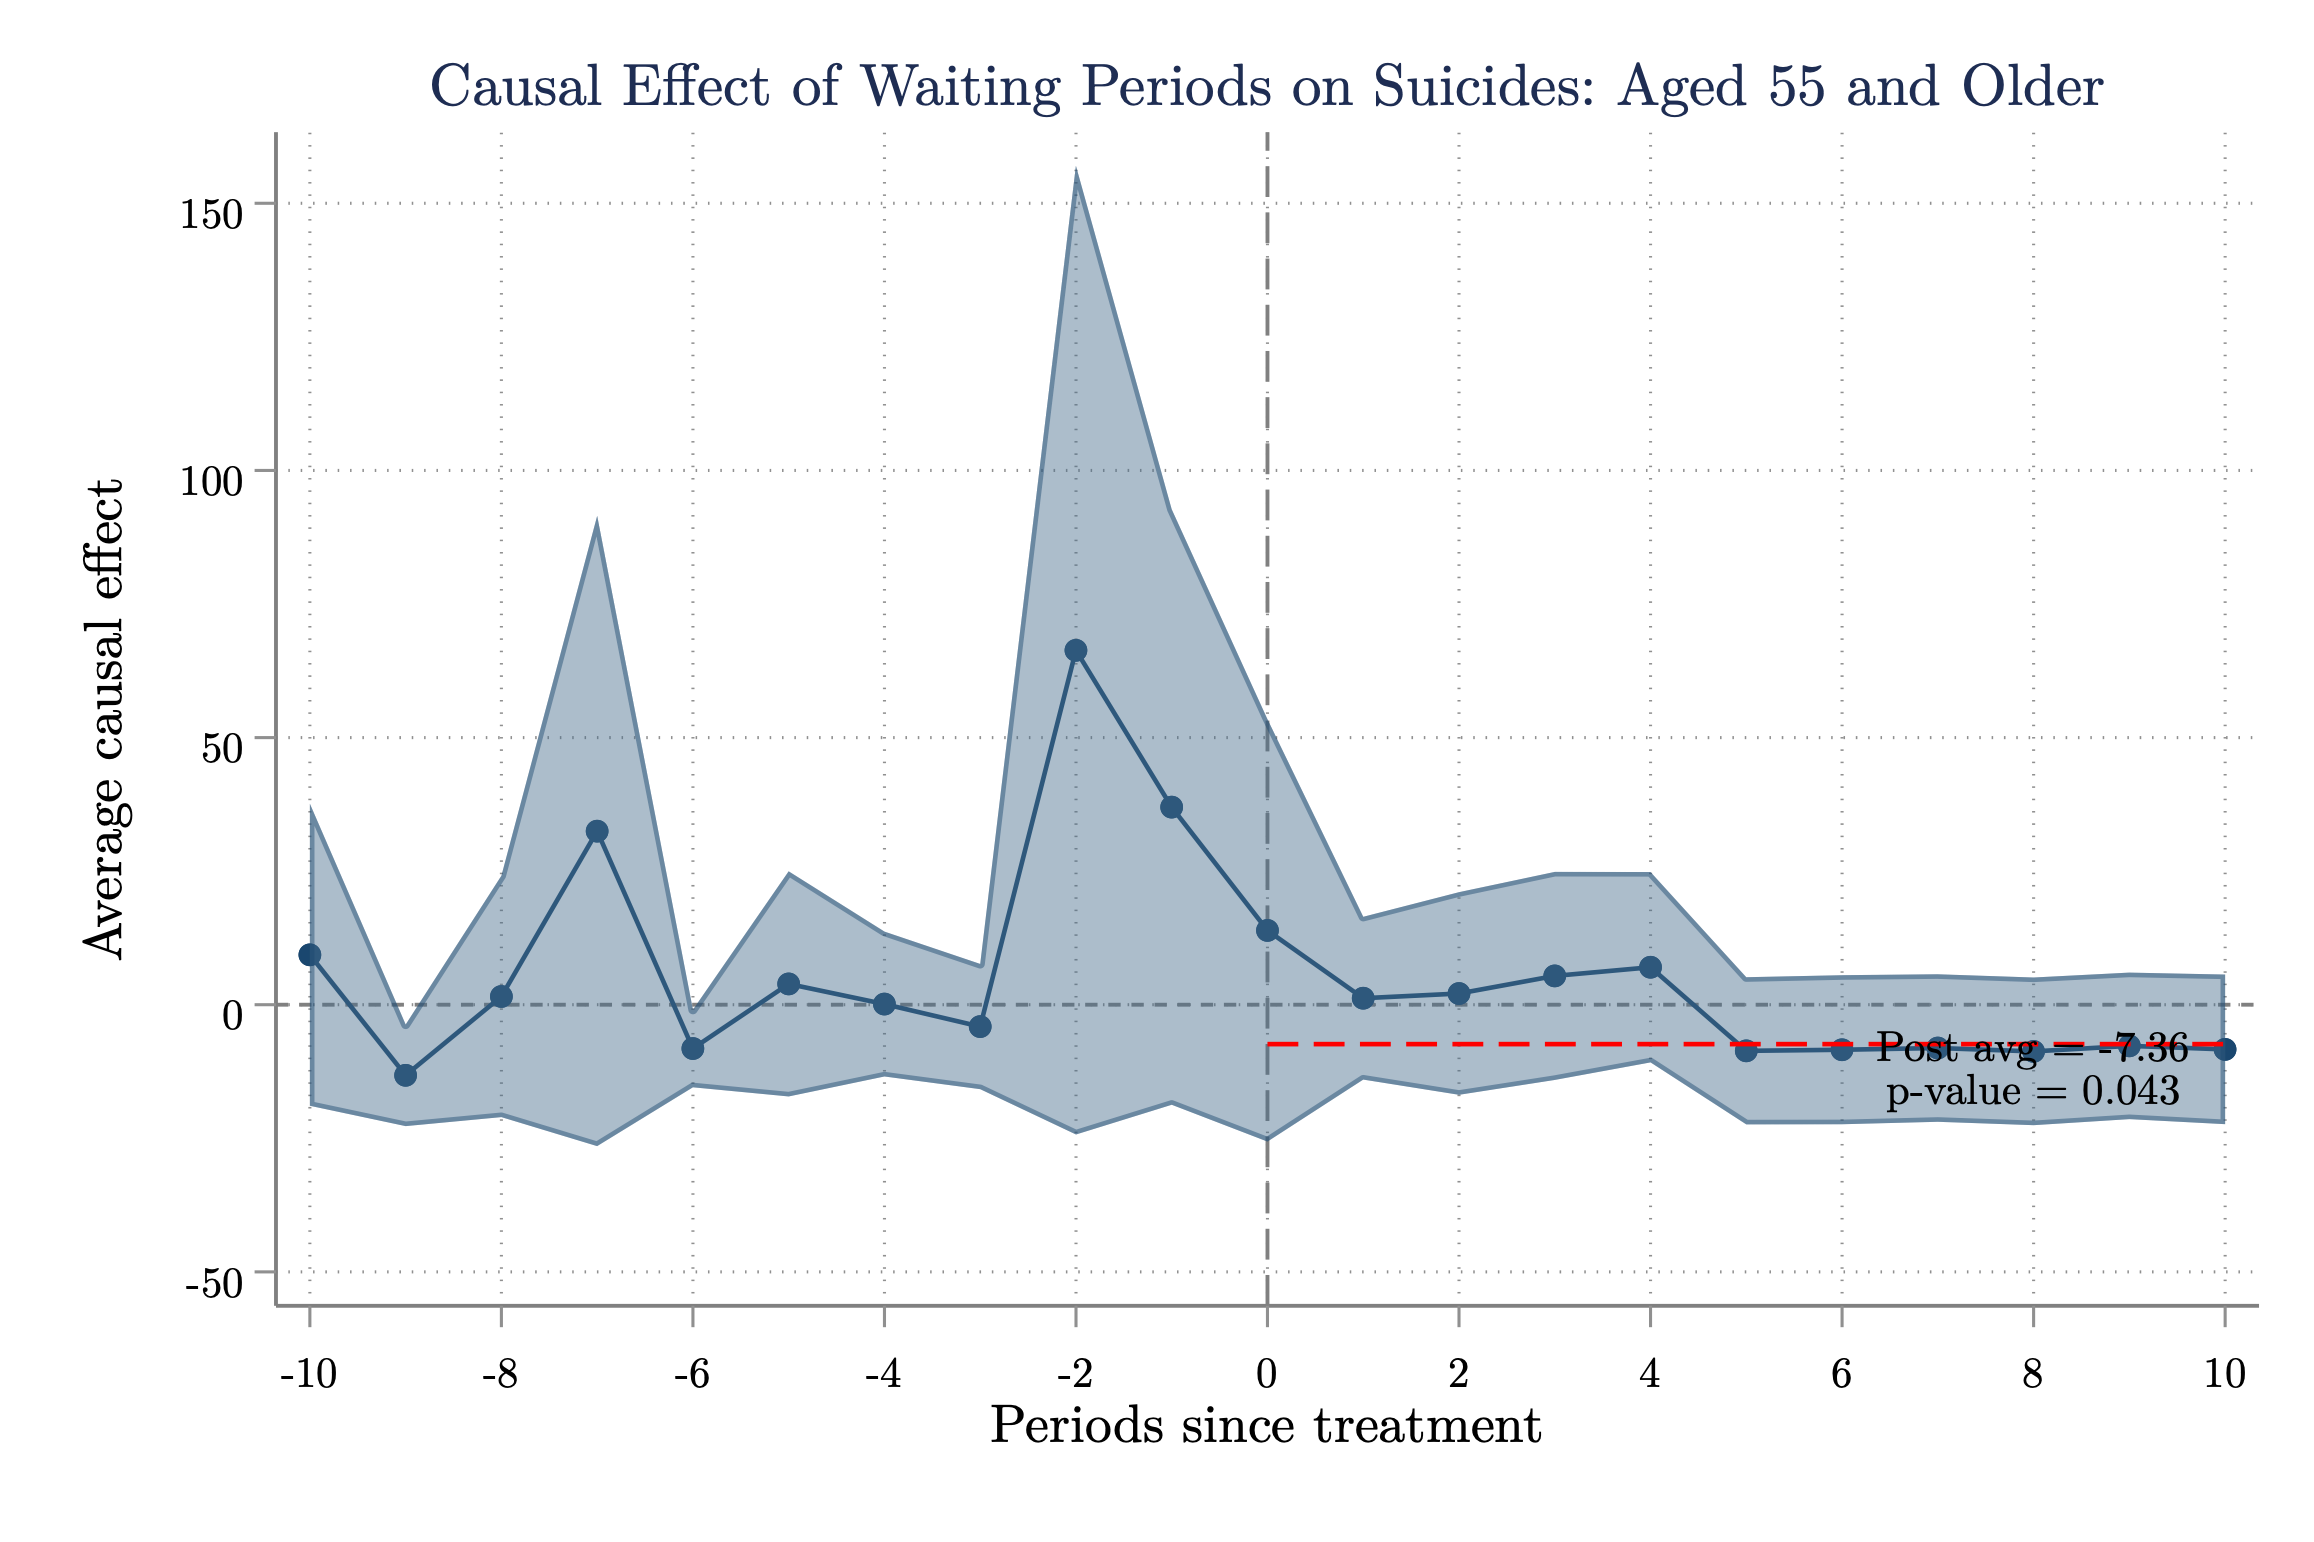 Causal Effect of Waiting Periods on Suicides: Aged 55 and Older
Average causal effect
150
100
50
0
-50
Post avg = -7.36
p-value = 0.043
-10 -8 -6 -4 -2 0 2 4 6 8 10
Periods since treatment